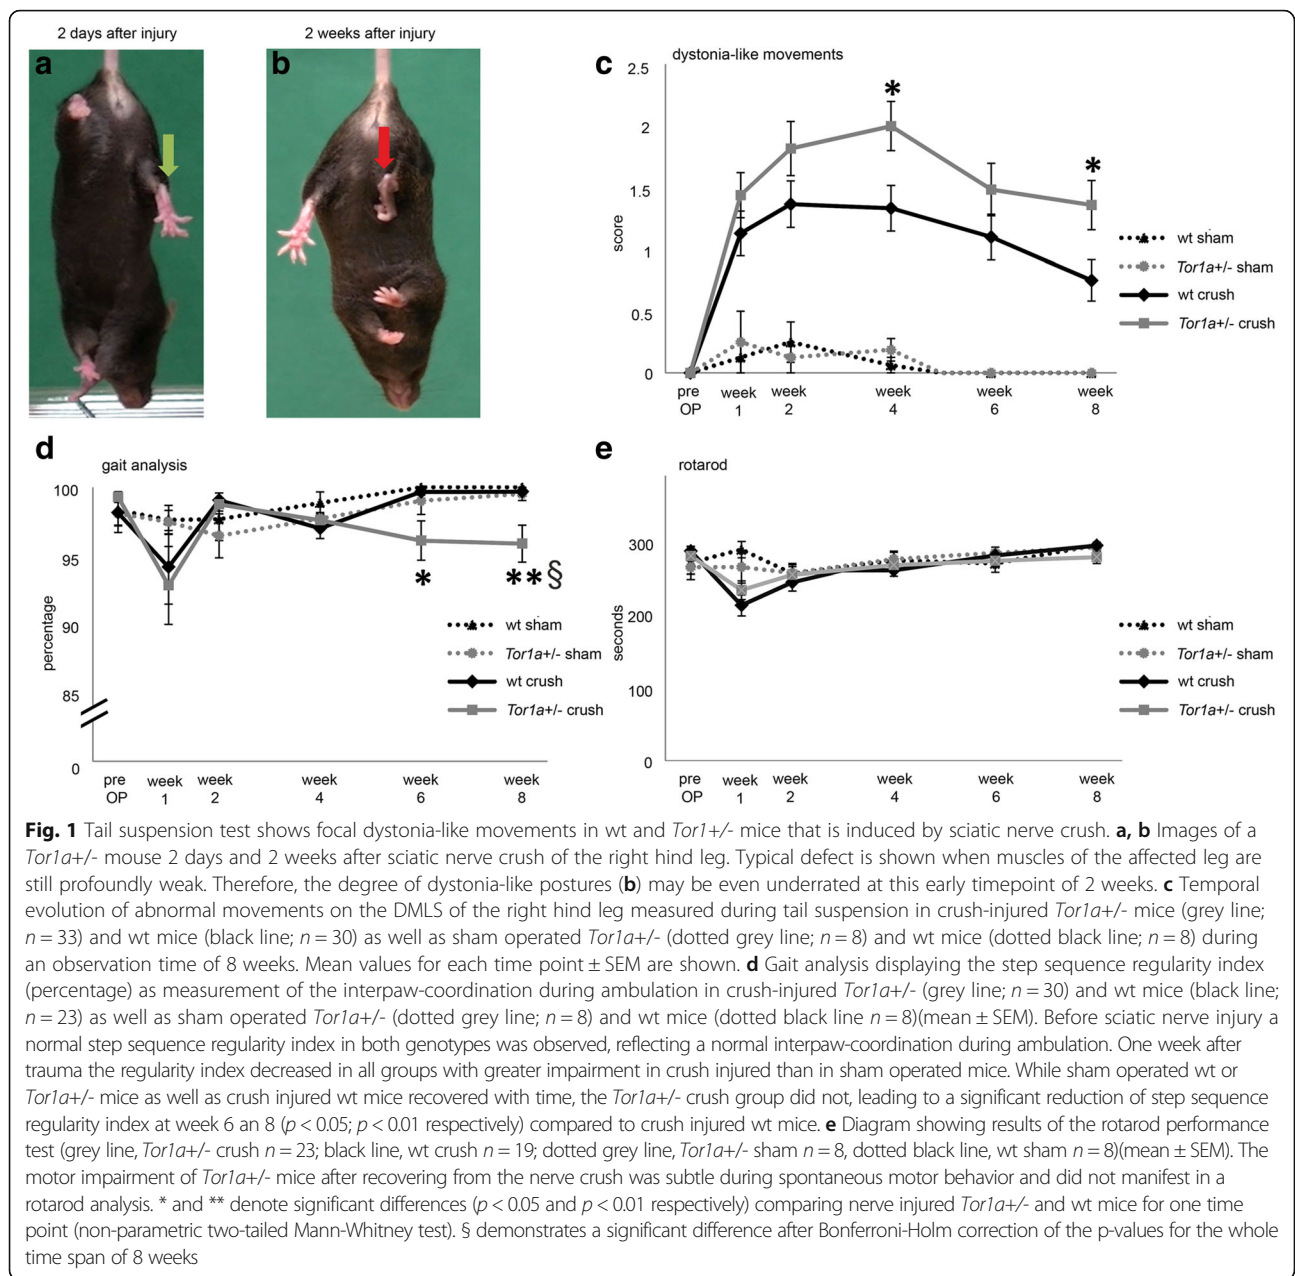 2 days after injury
2 weeks after injury
a
b
c
dystonia-like movements
2.5
2
1.5
1
0.5
0
score
*
*
pre OP
week 1
week 2
week 4
week 6
week 8
wt sham
Tor1a+/- sham
wt crush
Tor1a+/- crush
d
gait analysis
100
95
90
85
0
percentage
*
**§
pre OP
week 1
week 2
week 4
week 6
week 8
wt sham
Tor1a+/- sham
wt crush
Tor1a+/- crush
e
rotarod
300
200
100
0
seconds
pre OP
week 1
week 2
week 4
week 6
week 8
wt sham
Tor1a+/- sham
wt crush
Tor1a+/- crush
Fig. 1 Tail suspension test shows focal dystonia-like movements in wt and Tor1+/- mice that is induced by sciatic nerve crush. a, b Images of a
Tor1a+/- mouse 2 days and 2 weeks after sciatic nerve crush of the right hind leg. Typical defect is shown when muscles of the affected leg are
still profoundly weak. Therefore, the degree of dystonia-like postures (b) may be even underrated at this early timepoint of 2 weeks. c Temporal
evolution of abnormal movements on the DMLS of the right hind leg measured during tail suspension in crush-injured Tor1a+/- mice (grey line;
n = 33) and wt mice (black line; n = 30) as well as sham operated Tor1a+/- (dotted grey line; n = 8) and wt mice (dotted black line; n = 8) during
an observation time of 8 weeks. Mean values for each time point ± SEM are shown. d Gait analysis displaying the step sequence regularity index
(percentage) as measurement of the interpaw-coordination during ambulation in crush-injured Tor1a+/- (grey line; n = 30) and wt mice (black line;
n = 23) as well as sham operated Tor1a+/- (dotted grey line; n = 8) and wt mice (dotted black line n = 8)(mean ± SEM). Before sciatic nerve injury a
normal step sequence regularity index in both genotypes was observed, reflecting a normal interpaw-coordination during ambulation. One week after
trauma the regularity index decreased in all groups with greater impairment in crush injured than in sham operated mice. While sham operated wt or
Tor1a+/- mice as well as crush injured wt mice recovered with time, the Tor1a+/- crush group did not, leading to a significant reduction of step sequence
regularity index at week 6 an 8 (p < 0.05; p < 0.01 respectively) compared to crush injured wt mice. e Diagram showing results of the rotarod performance
test (grey line, Tor1a+/- crush n = 23; black line, wt crush n = 19; dotted grey line, Tor1a+/- sham n = 8, dotted black line, wt sham n = 8)(mean ± SEM). The
motor impairment of Tor1a+/- mice after recovering from the nerve crush was subtle during spontaneous motor behavior and did not manifest in a
rotarod analysis. * and ** denote significant differences (p < 0.05 and p < 0.01 respectively) comparing nerve injured Tor1a+/- and wt mice for one time
point (non-parametric two-tailed Mann-Whitney test). § demonstrates a significant difference after Bonferroni-Holm correction of the p-values for the whole
time span of 8 weeks